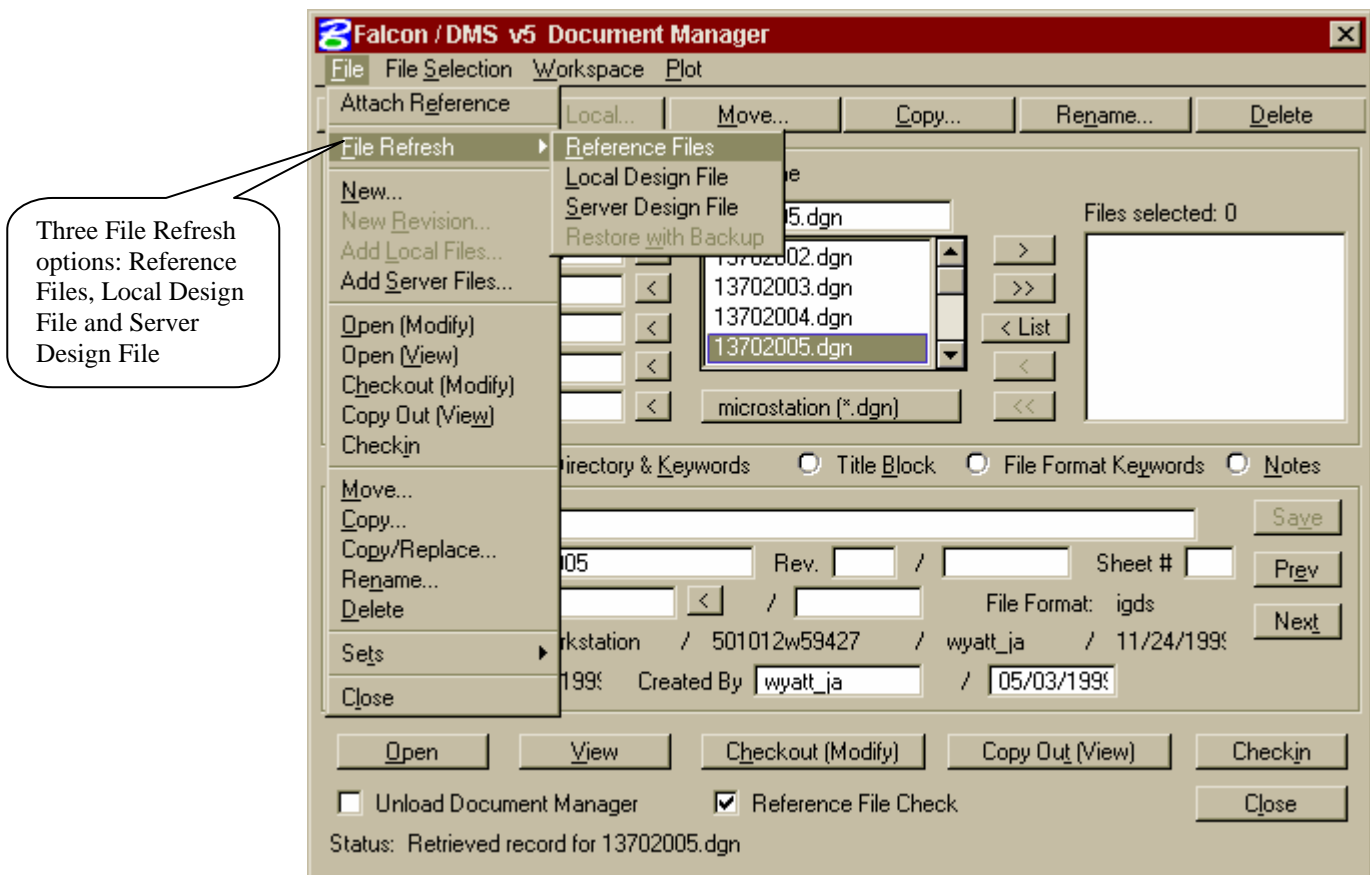 Falcon / DMS v5 Document Manager
File File Selection Workspace Plot
Attach Reference
Local... Move... Copy... Rename... Delete
File Refresh
Reference Files
Local Design File
Server Design File
Restore with Backup
New...
New Revision...
Add Local Files...
Add Server Files...
Open (Modify)
Open (View)
Checkout (Modify)
Copy Out (View)
Checkin
Move...
Copy...
Copy/Replace...
Rename...
Delete
Sets
Close
Three File Refresh
options: Reference
Files, Local Design
File and Server
Design File
5.dgn
13702002.dgn
13702003.dgn
13702004.dgn
13702005.dgn
microstation (*.dgn)
>
>>
< List
<
<<
<
<
<
<
Files selected: 0
Directory & Keywords Title Block File Format Keywords Notes
Save
005 Rev. / Sheet # Prev
< / File Format: igds
Next
rkstation / 501012w59427 / wyatt_ja / 11/24/199
199 Created By wyatt_ja / 05/03/199
Open View Checkout (Modify) Copy Out (View) Checkin
Unload Document Manager Reference File Check Close
Status: Retrieved record for 13702005.dgn